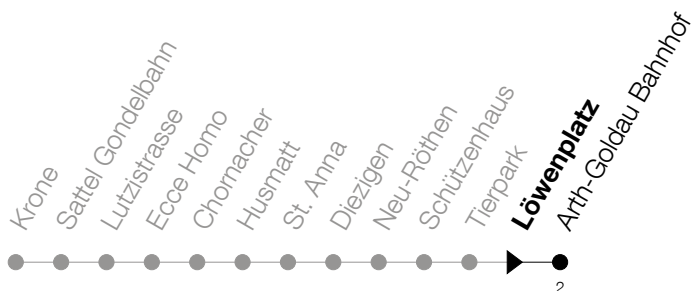 Krone
Sattel Gondelbahn
Lutzistrasse
Ecce Homo
Chornacher
Husmatt
St. Anna
Diezigen
Neu-Röthen
Schützenhaus
Tierpark
Löwenplatz
Arth-Goldau Bahnhof
2